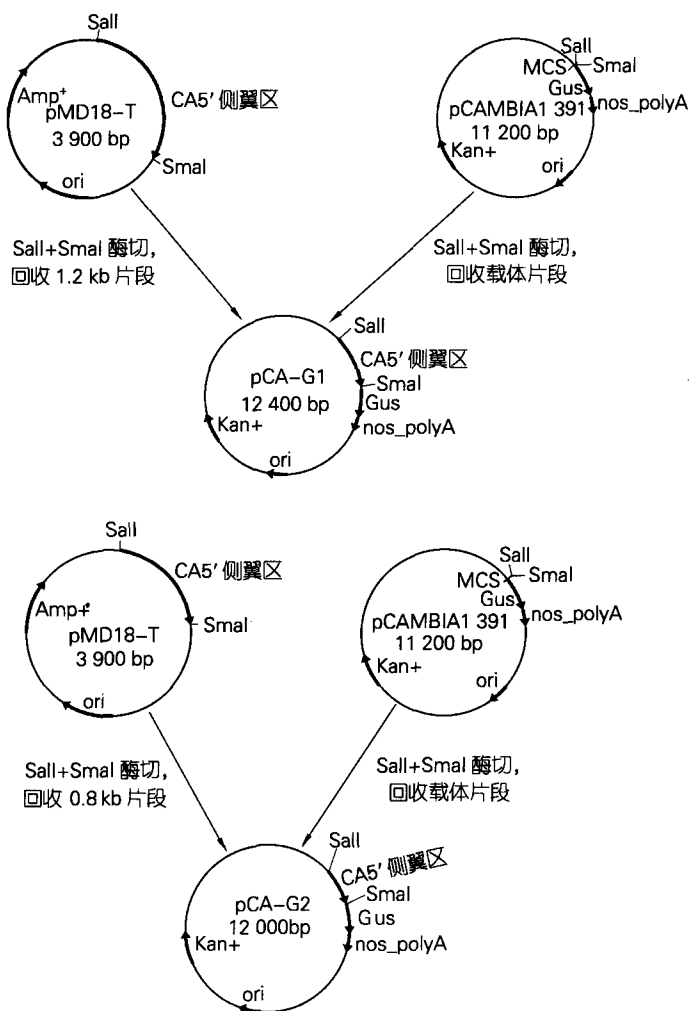 SalI
Amp+
CA5′ 侧翼区
pMD18-T
3 900 bp
SmaI
ori
SalI
MCS
SmaI
Gus
pCAMBIA1 391
nos_polyA
11 200 bp
Kan+
ori
SalI+SmaI 酶切，
回收 1.2 kb 片段
SalI+SmaI 酶切，
回收载体片段
SalI
CA5′ 侧翼区
pCA-G1
SmaI
12 400 bp
Gus
Kan+
nos_polyA
ori
SalI
CA5′ 侧翼区
Amp+
SmaI
pMD18-T
3 900 bp
ori
SalI
MCS
SmaI
Gus
nos_polyA
pCAMBIA1 391
11 200 bp
Kan+
ori
SalI+SmaI 酶切，
回收 0.8 kb 片段
SalI+SmaI 酶切，
回收载体片段
SalI
CA5′ 侧翼区
SmaI
pCA-G2
Gus
12 000bp
Kan+
nos_polyA
ori